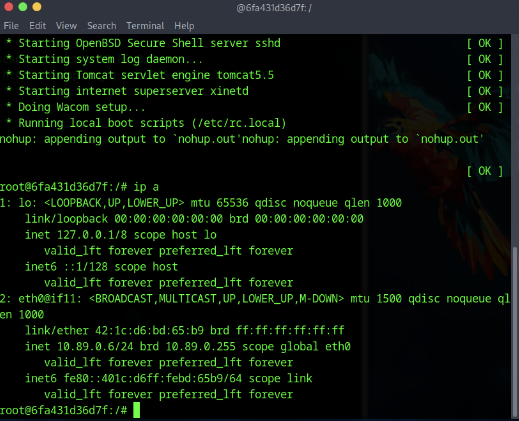 @6fa431d36d7f: /
File Edit View Search Terminal Help
* Starting OpenBSD Secure Shell server sshd [ OK ]
* Starting system log daemon... [ OK ]
* Starting Tomcat servlet engine tomcat5.5 [ OK ]
* Starting internet superserver xinetd [ OK ]
* Doing Wacom setup... [ OK ]
* Running local boot scripts (/etc/rc.local)
nohup: appending output to `nohup.out'nohup: appending output to `nohup.out'
[ OK ]
root@6fa431d36d7f:/# ip a
1: lo: <LOOPBACK,UP,LOWER_UP> mtu 65536 qdisc noqueue qlen 1000
link/loopback 00:00:00:00:00:00 brd 00:00:00:00:00:00
inet 127.0.0.1/8 scope host lo
valid_lft forever preferred_lft forever
inet6 ::1/128 scope host
valid_lft forever preferred_lft forever
2: eth0@if11: <BROADCAST,MULTICAST,UP,LOWER_UP,M-DOWN> mtu 1500 qdisc noqueue ql
en 1000
link/ether 42:1c:d6:bd:65:b9 brd ff:ff:ff:ff:ff:ff
inet 10.89.0.6/24 brd 10.89.0.255 scope global eth0
valid_lft forever preferred_lft forever
inet6 fe80::401c:d6ff:febd:65b9/64 scope link
valid_lft forever preferred_lft forever
root@6fa431d36d7f:/#